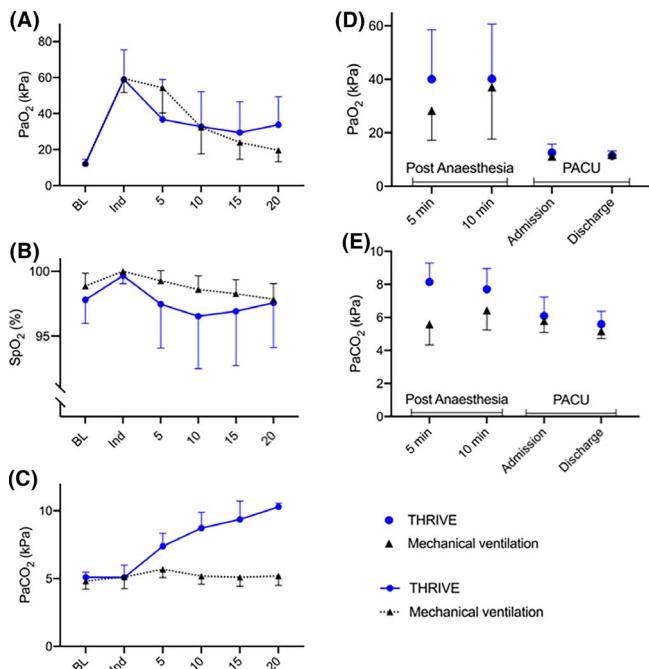 (A)
PaO2 (kPa)
80
60
40
20
0
BL
Ind
5
10
15
20
(B)
SpO2 (%)
100
95
BL
Ind
5
10
15
20
(C)
PaCO2 (kPa)
10
5
0
BL
Ind
5
10
15
20
(D)
PaO2 (kPa)
60
40
20
0
Post Anaesthesia
PACU
5 min
10 min
Admission
Discharge
(E)
PaCO2 (kPa)
10
8
6
4
2
0
Post Anaesthesia
PACU
5 min
10 min
Admission
Discharge
THRIVE
Mechanical ventilation
THRIVE
Mechanical ventilation